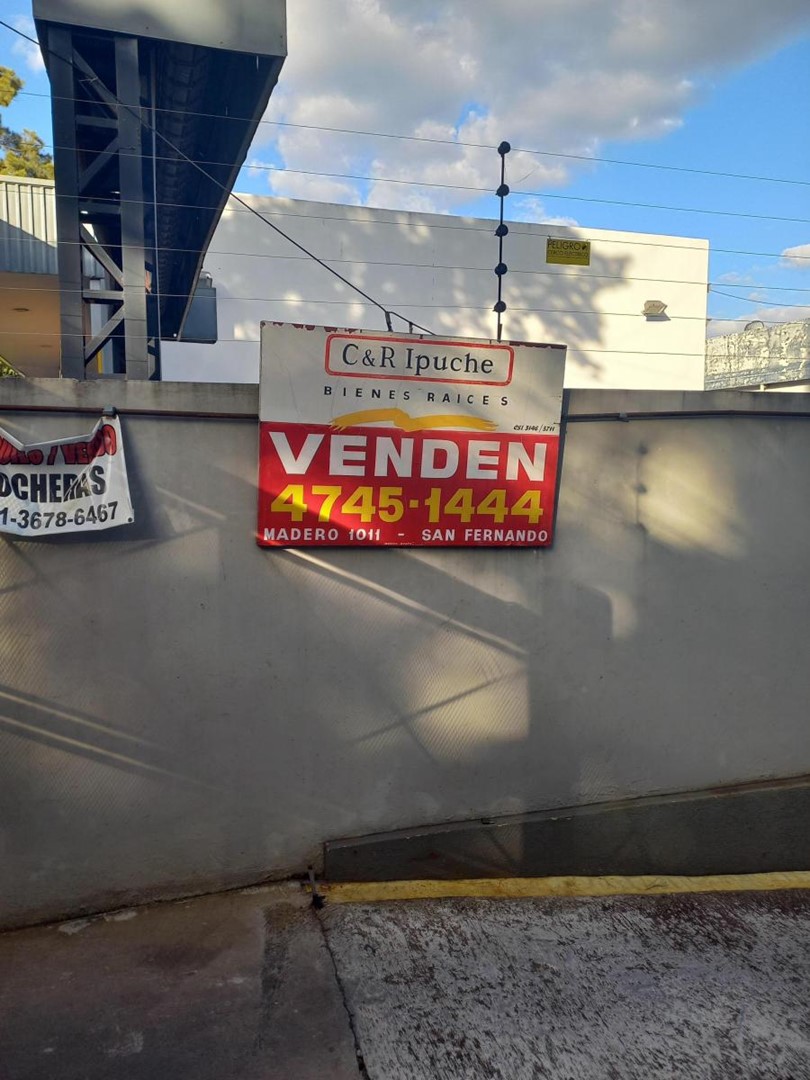 PELIGRO
C&R Ipuche
BIENES RAICES
VENDEN
4745-1444
MADERO 1011 - SAN FERNANDO
OCHERAS
1-3678-6467